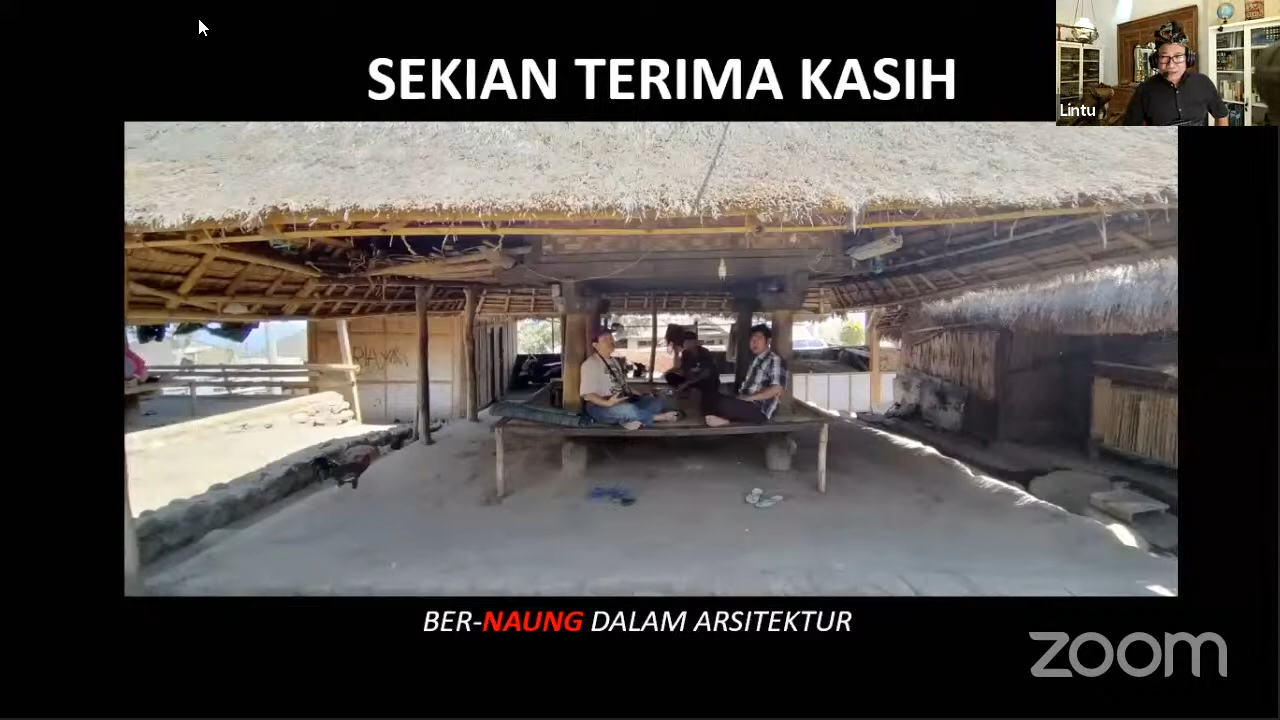 SEKIAN TERIMA KASIH
Lintu
BER-NAUNG DALAM ARSITEKTUR
zoom